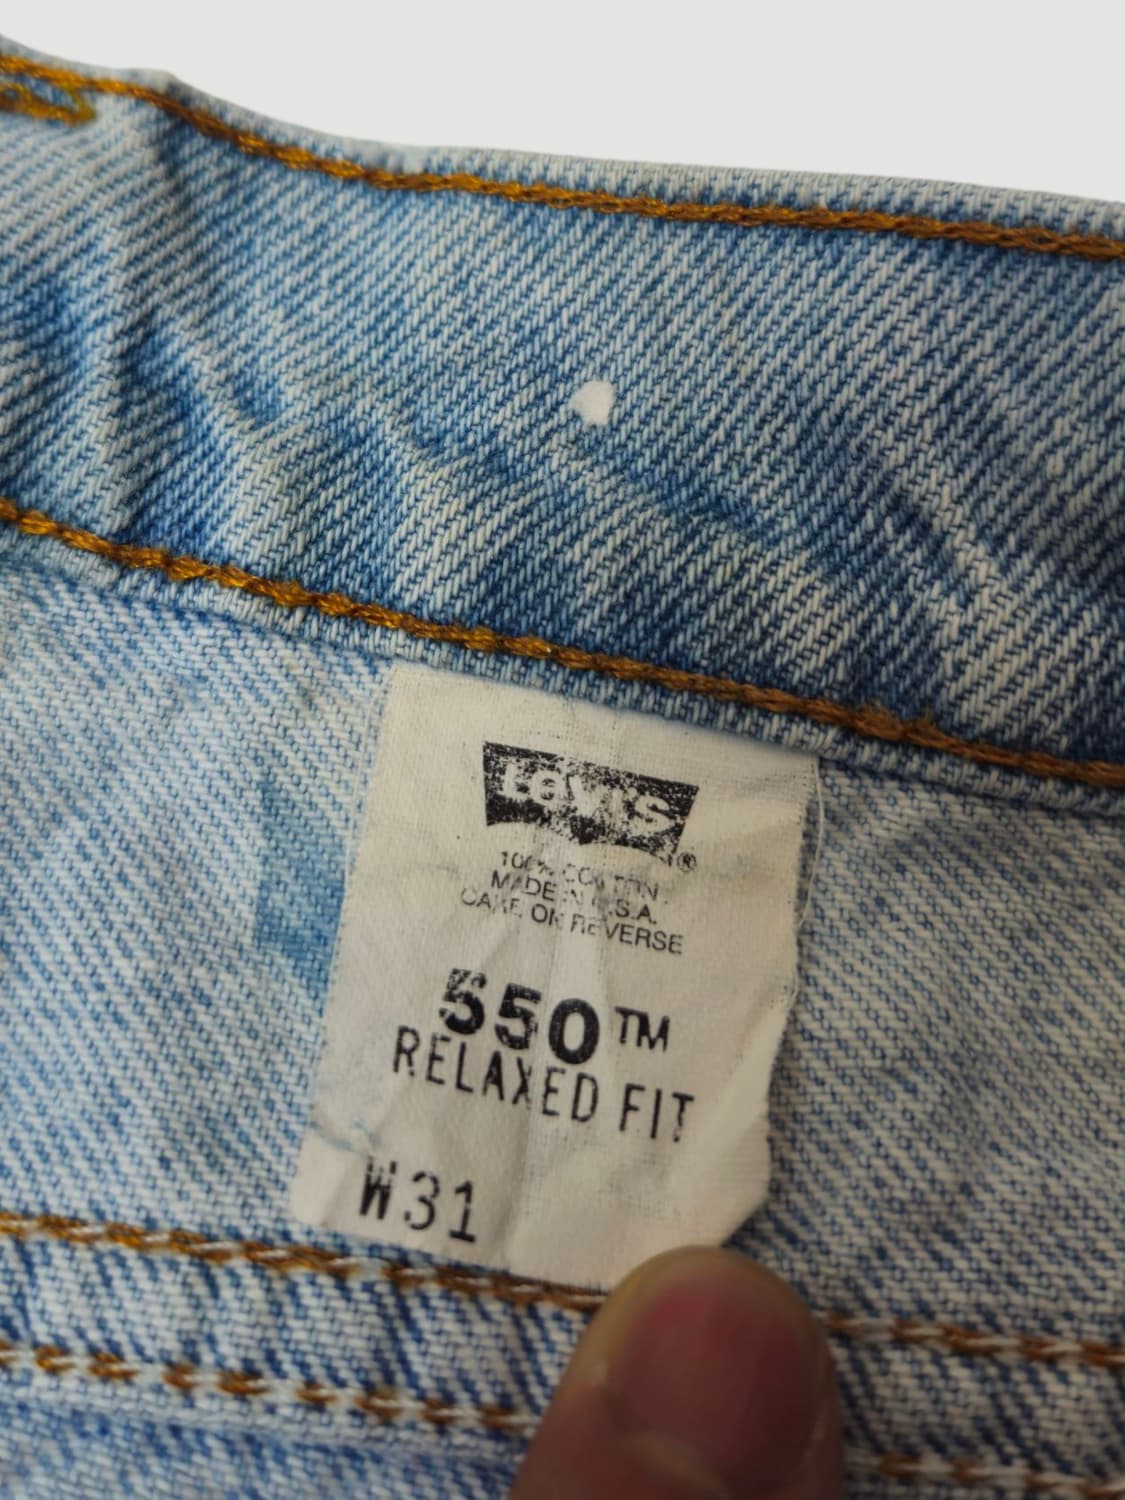 Levi's®
100% COTTON
MADE IN U.S.A.
CARE ON REVERSE
550™
RELAXED FIT
W31